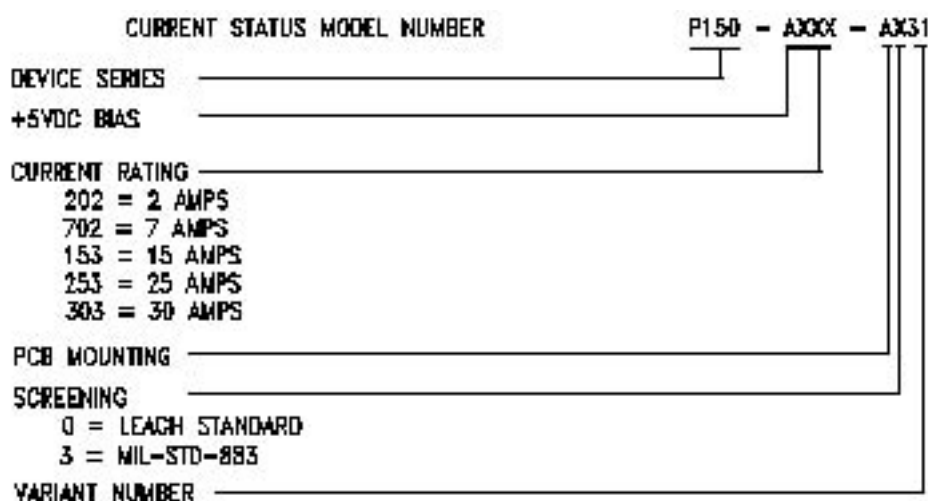 CURRENT STATUS MODEL NUMBER P150 - AXXX - AX31
DEVICE SERIES
+5VDC BIAS
CURRENT RATING
202 = 2 AMPS
702 = 7 AMPS
153 = 15 AMPS
253 = 25 AMPS
303 = 30 AMPS
PCB MOUNTING
SCREENING
0 = LEACH STANDARD
3 = MIL-STD-883
VARIANT NUMBER